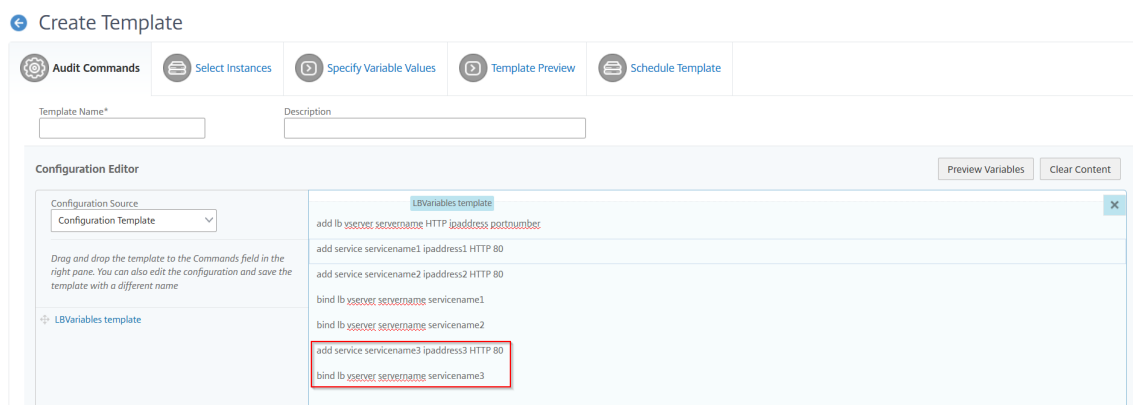 Create Template
Audit Commands
Select Instances
Specify Variable Values
Template Preview
Schedule Template
Template Name*
Description
Configuration Editor
Preview Variables
Clear Content
Configuration Source
Configuration Template
Drag and drop the template to the Commands field in the
right pane. You can also edit the configuration and save the
template with a different name
LBVariables template
LBVariables template
add lb vserver servername HTTP ipaddress portnumber
add service servicename1 ipaddress1 HTTP 80
add service servicename2 ipaddress2 HTTP 80
bind lb vserver servername servicename1
bind lb vserver servername servicename2
add service servicename3 ipaddress3 HTTP 80
bind lb vserver servername servicename3